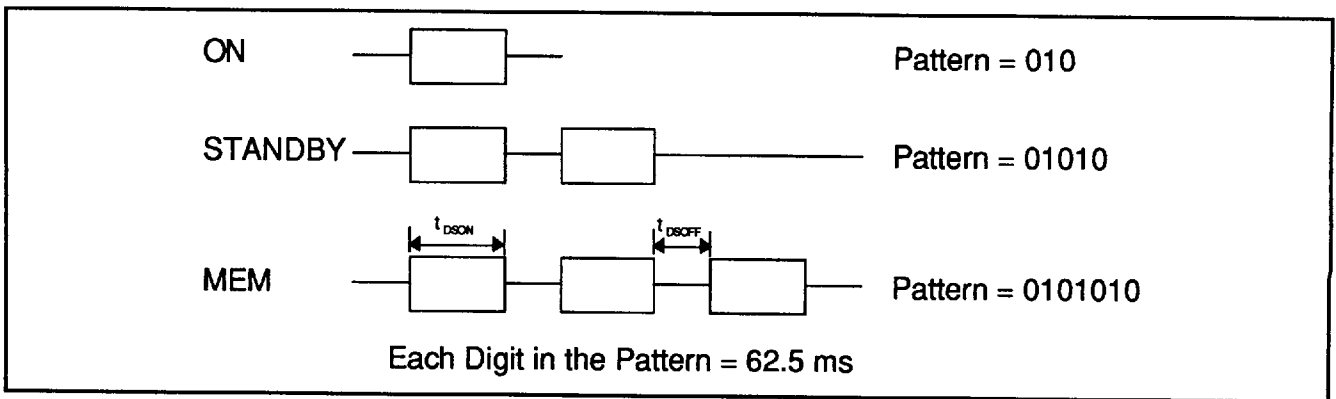 ON Pattern = 010
STANDBY Pattern = 01010
t DSON t DSOFF
MEM Pattern = 0101010
Each Digit in the Pattern = 62.5 ms